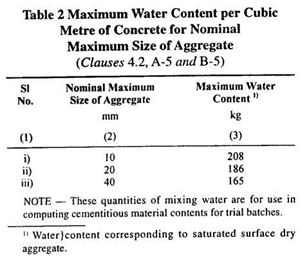 Table 2 Maximum Water Content per Cubic
Metre of Concrete for Nominal
Maximum Size of Aggregate
(Clauses 4.2, A-5 and B-5)
Sl No. Nominal Maximum Size of Aggregate Maximum Water Content 1)
mm kg
(1) (2) (3)
i) 10 208
ii) 20 186
iii) 40 165
NOTE — These quantities of mixing water are for use in
computing cementitious material contents for trial batches.
1) Water}content corresponding to saturated surface dry
aggregate.